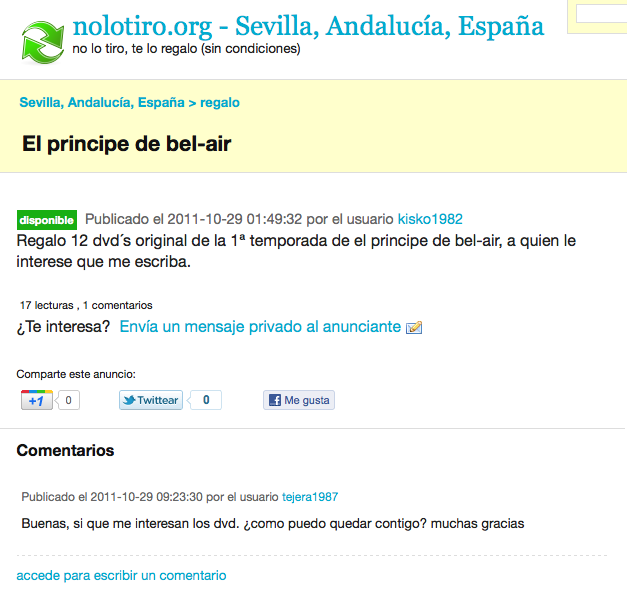 nolotiro.org - Sevilla, Andalucía, España
no lo tiro, te lo regalo (sin condiciones)
Sevilla, Andalucía, España > regalo
El principe de bel-air
disponible Publicado el 2011-10-29 01:49:32 por el usuario kisko1982
Regalo 12 dvd´s original de la 1ª temporada de el principe de bel-air, a quien le
interese que me escriba.
17 lecturas , 1 comentarios
¿Te interesa? Envía un mensaje privado al anunciante
Comparte este anuncio:
+1 0 Twittear 0 Me gusta
Comentarios
Publicado el 2011-10-29 09:23:30 por el usuario tejera1987
Buenas, si que me interesan los dvd. ¿como puedo quedar contigo? muchas gracias
accede para escribir un comentario